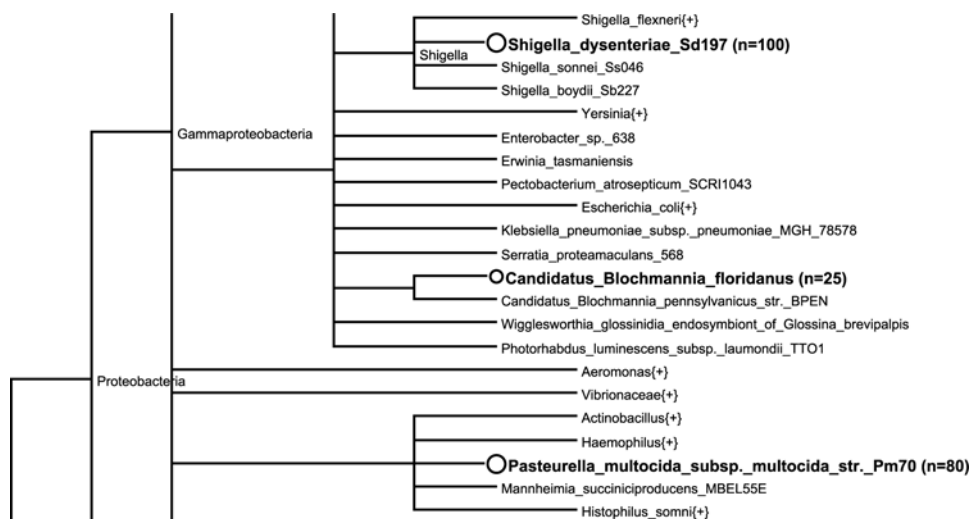 Shigella_flexneri{+}
Shigella_dysenteriae_Sd197 (n=100)
Shigella
Shigella_sonnei_Ss046
Shigella_boydii_Sb227
Yersinia{+}
Gammaproteobacteria
Enterobacter_sp._638
Erwinia_tasmaniensis
Pectobacterium_atrosepticum_SCRI1043
Escherichia_coli{+}
Klebsiella_pneumoniae_subsp._pneumoniae_MGH_78578
Serratia_proteamaculans_568
Candidatus_Blochmannia_floridanus (n=25)
Candidatus_Blochmannia_pennsylvanicus_str._BPEN
Wigglesworthia_glossinidia_endosymbiont_of_Glossina_brevipalpis
Photorhabdus_luminescens_subsp._laumondii_TTO1
Aeromonas{+}
Proteobacteria
Vibrionaceae{+}
Actinobacillus{+}
Haemophilus{+}
Pasteurella_multocida_subsp._multocida_str._Pm70 (n=80)
Mannheimia_succiniciproducens_MBEL55E
Histophilus_somni{+}